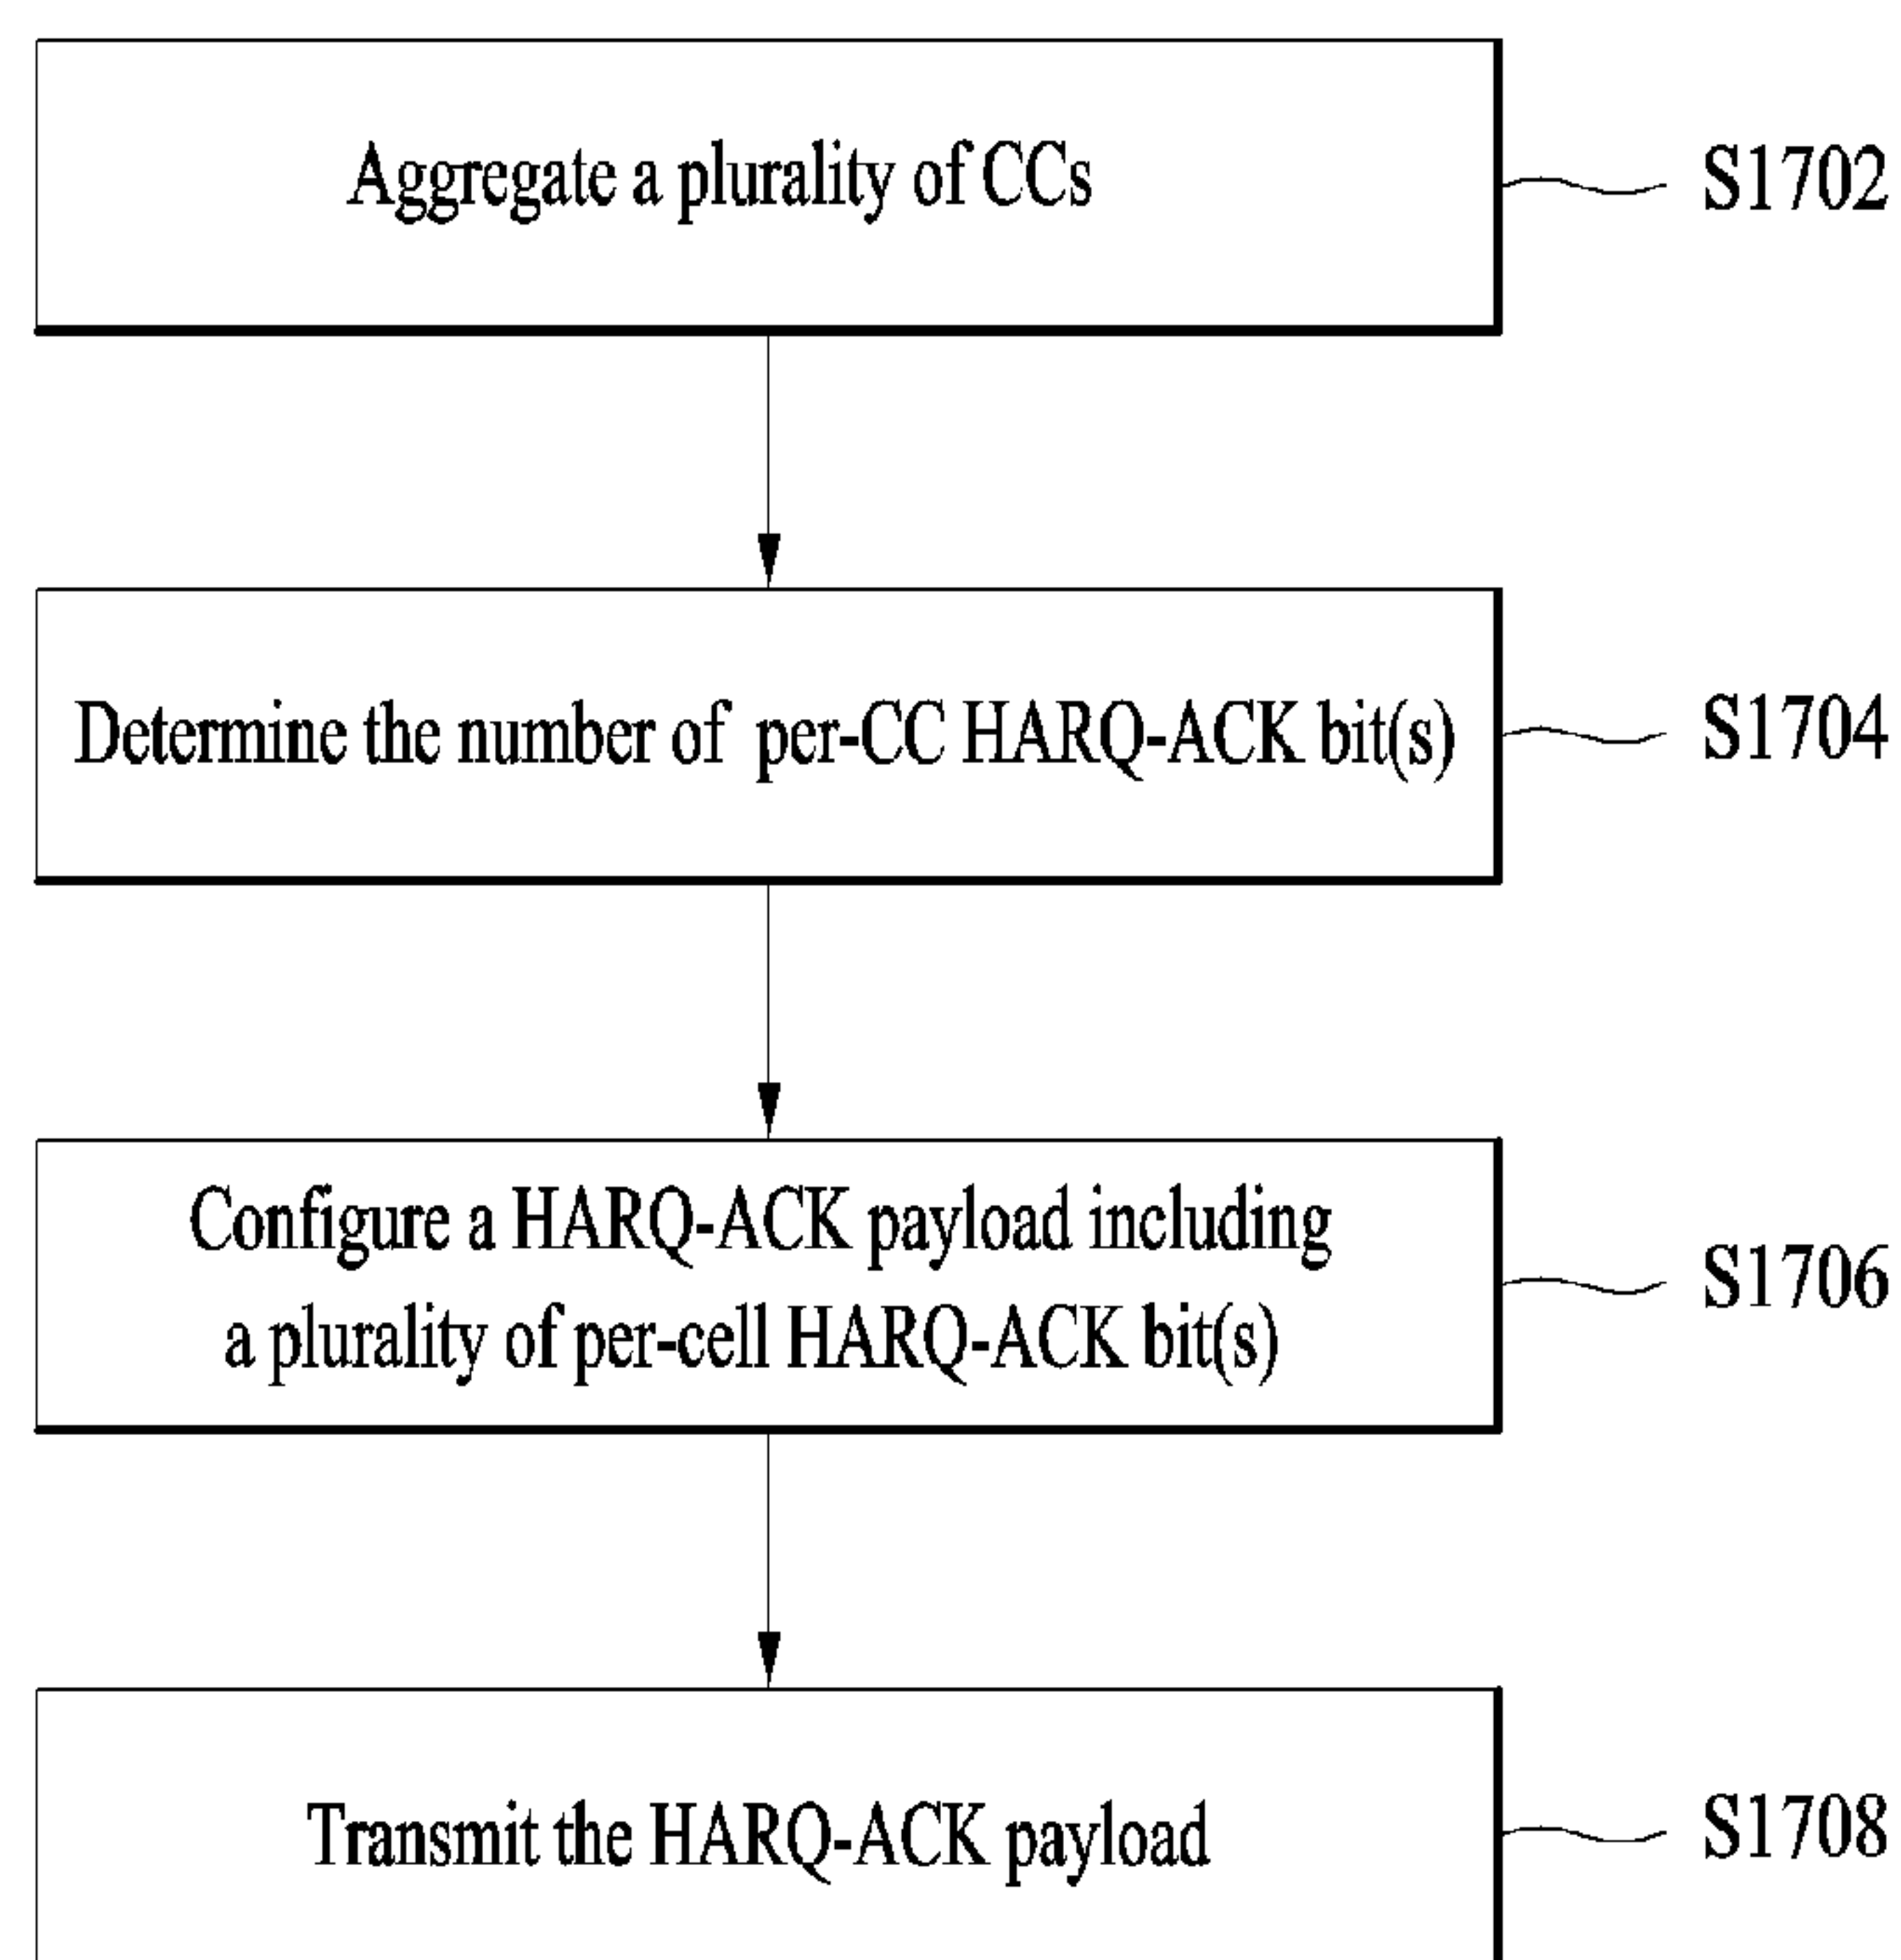 Aggregate a plurality of CCs
S1702
Determine the number of per-CC HARQ-ACK bit(s)
S1704
Configure a HARQ-ACK payload including
a plurality of per-cell HARQ-ACK bit(s)
S1706
Transmit the HARQ-ACK payload
S1708